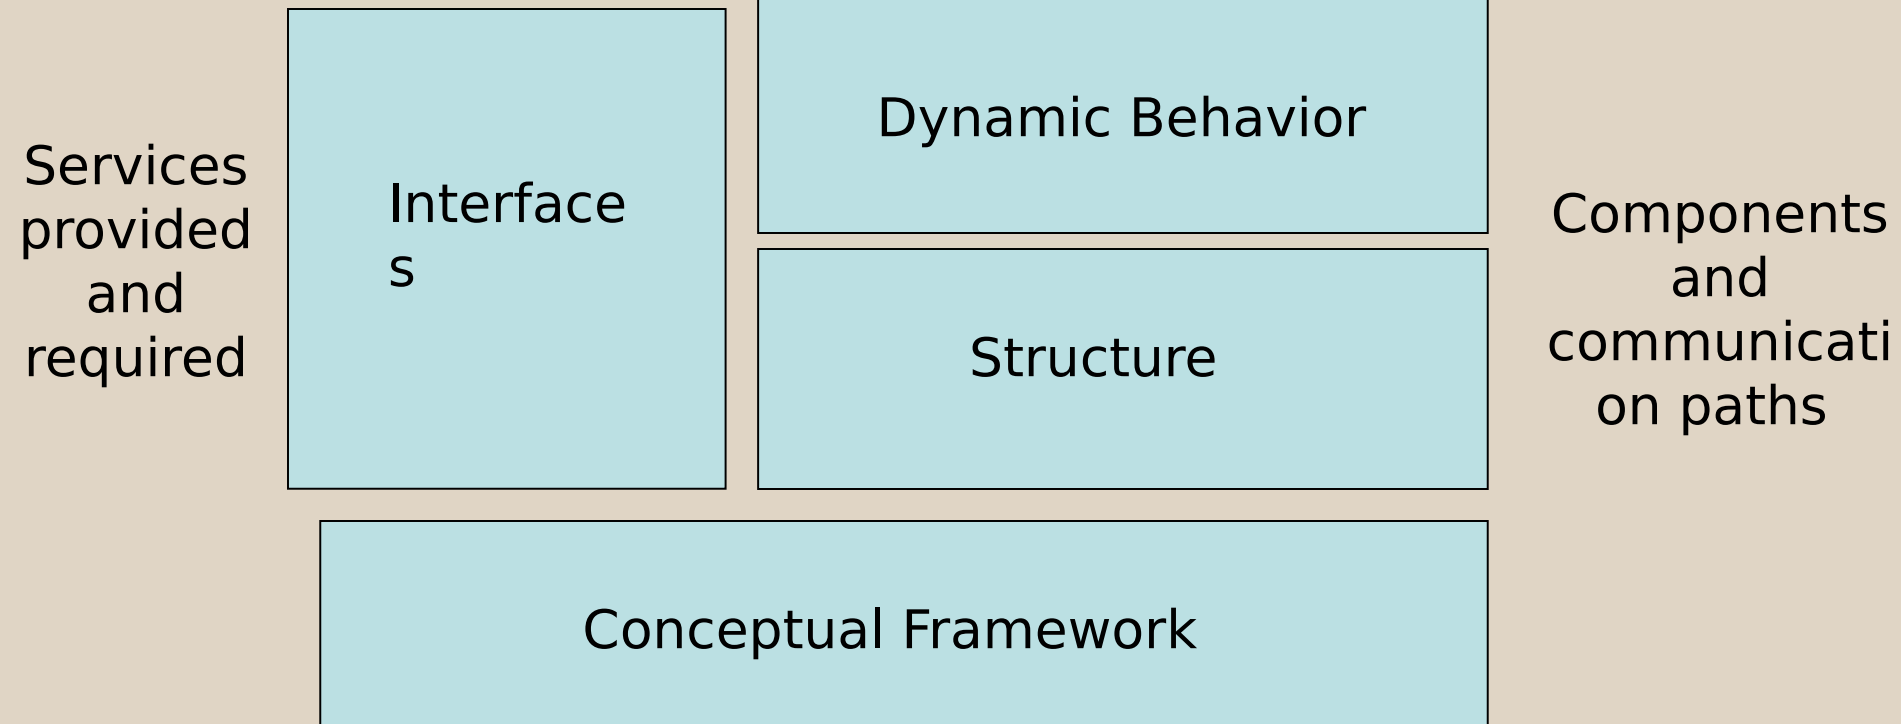 Services
provided
and
required
Interface
s
Dynamic Behavior
Structure
Components
and
communicati
on paths
Conceptual Framework